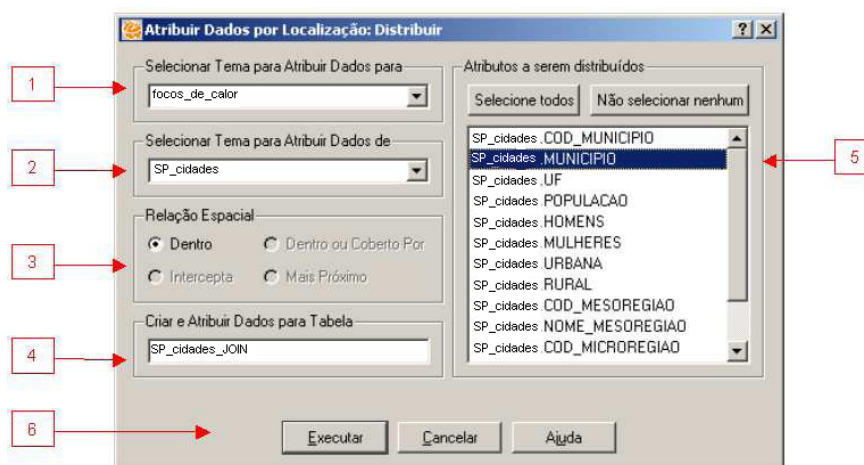 Atribuir Dados por Localização: Distribuir
1
Selecionar Tema para Atribuir Dados para
focos_de_calor
2
Selecionar Tema para Atribuir Dados de
SP_cidades
3
Relação Espacial
Dentro
Dentro ou Coberto Por
Intercepta
Mais Próximo
4
Criar e Atribuir Dados para Tabela
SP_cidades_JOIN
5
Atributos a serem distribuídos
Selecione todos
Não selecionar nenhum
SP_cidades.COD_MUNICIPIO
SP_cidades.MUNICIPIO
SP_cidades.UF
SP_cidades.POPULACAO
SP_cidades.HOMENS
SP_cidades.MULHERES
SP_cidades.URBANA
SP_cidades.RURAL
SP_cidades.COD_MESOREGIAO
SP_cidades.NOME_MESOREGIAO
SP_cidades.COD_MICROREGIAO
6
Executar
Cancelar
Ajuda